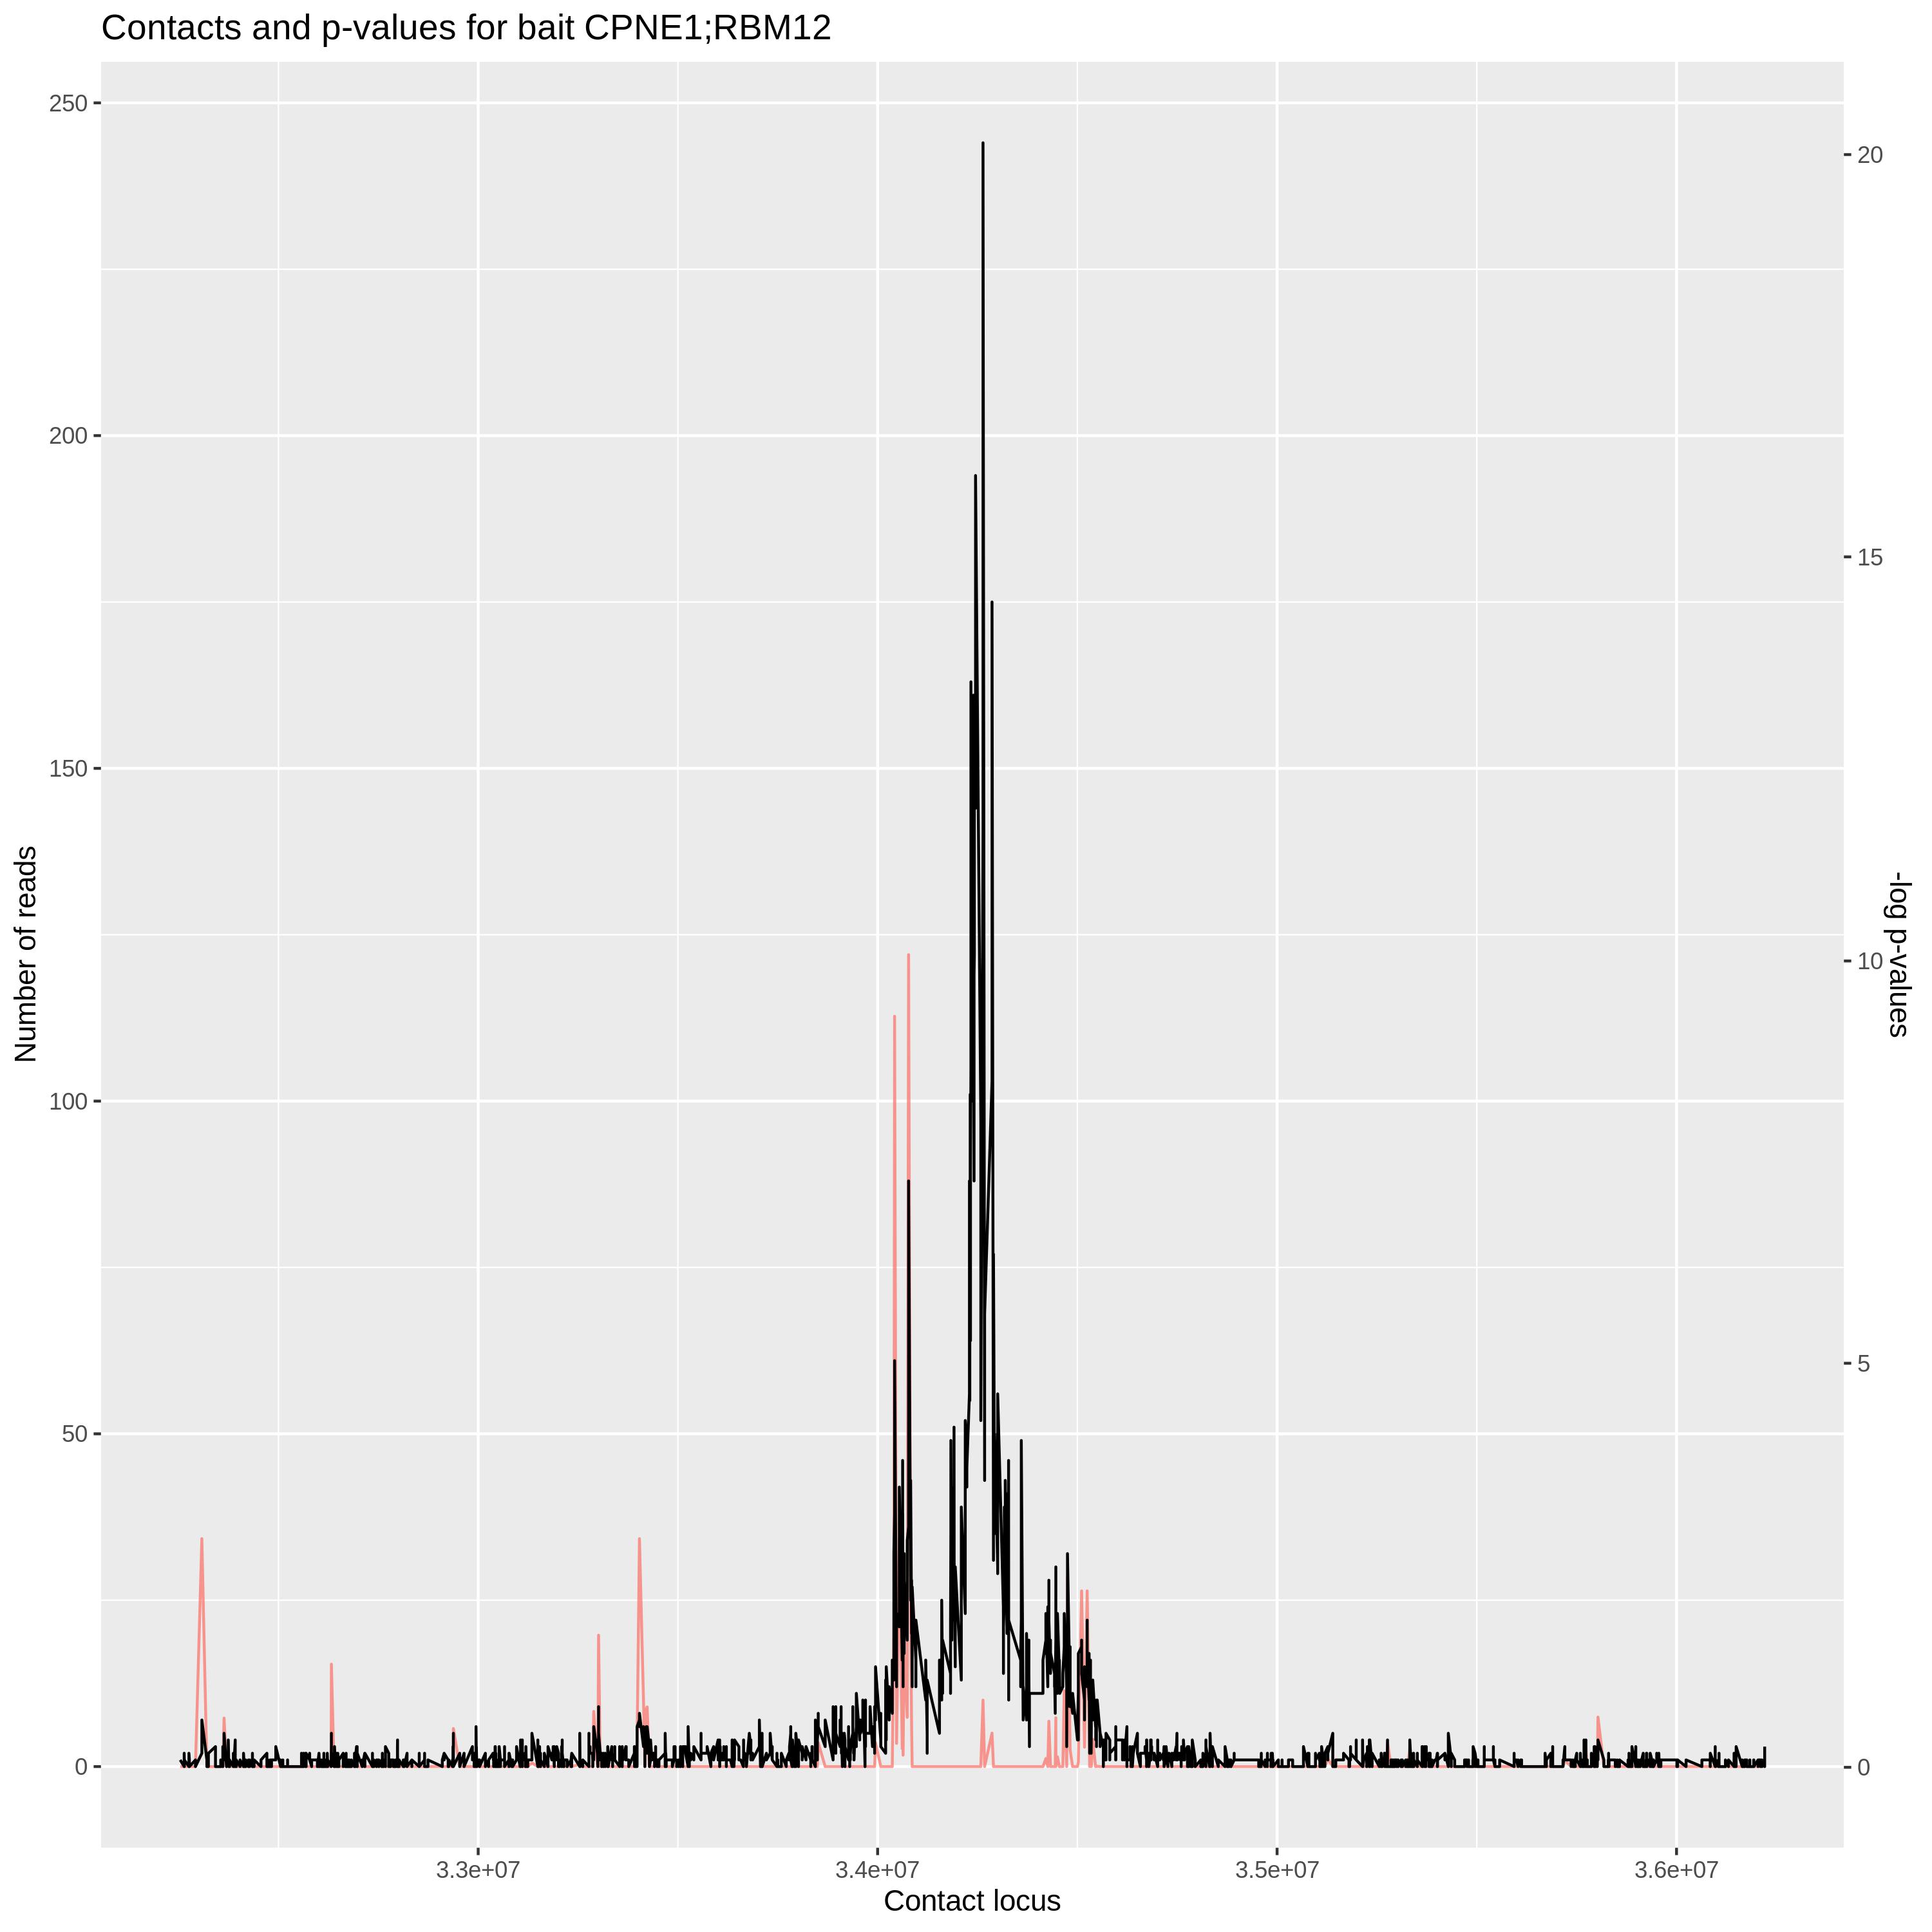 Contacts and p-values for bait CPNE1;RBM12
250
200
150
100
50
0
Number of reads
20
15
10
5
0
-log p-values
3.3e+07
3.4e+07
3.5e+07
3.6e+07
Contact locus